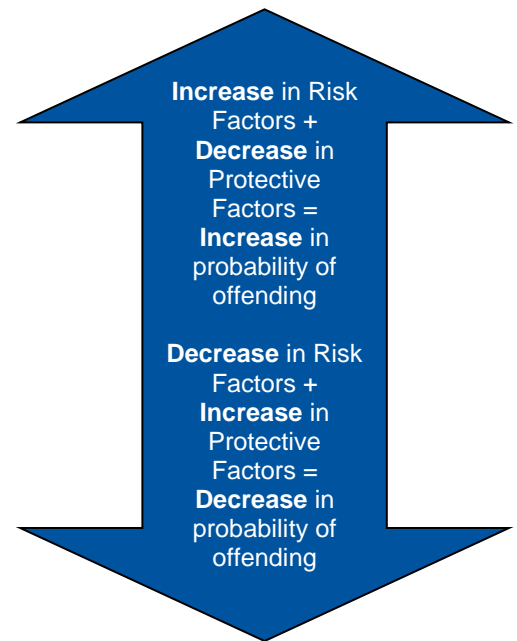 Increase in Risk
Factors +
Decrease in
Protective
Factors =
Increase in
probability of
offending
Decrease in Risk
Factors +
Increase in
Protective
Factors =
Decrease in
probability of
offending